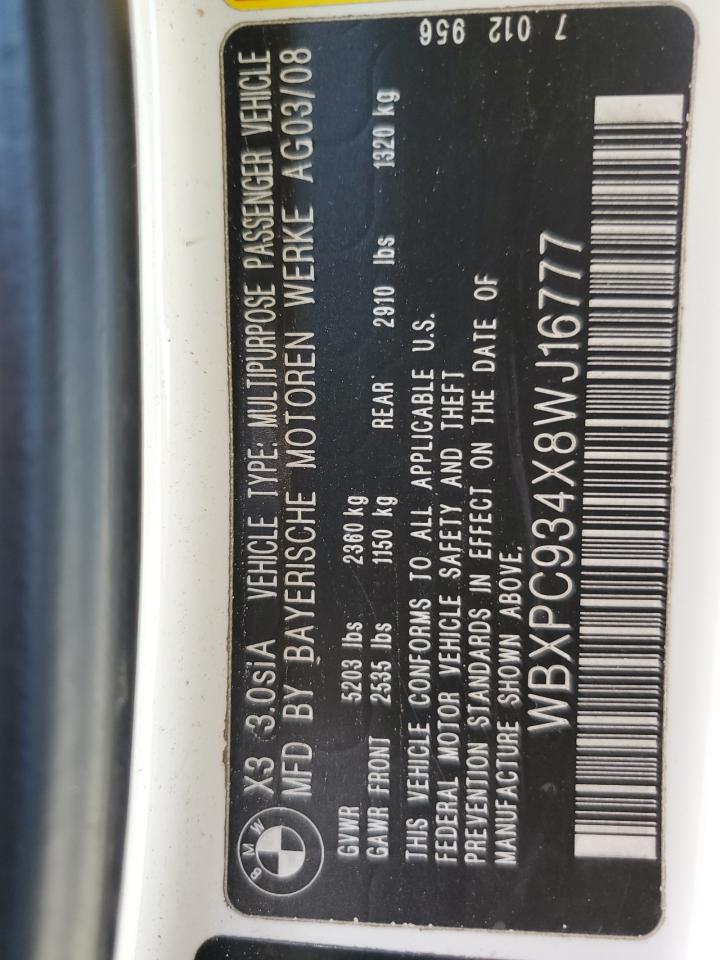 BMW
X3 3.0siA VEHICLE TYPE: MULTIPURPOSE PASSENGER VEHICLE
MFD BY BAYERISCHE MOTOREN WERKE AG03/08
GVWR 5203 lbs 2360 kg
GAWR FRONT 2535 lbs 1150 kg REAR 2910 lbs 1320 kg
THIS VEHICLE CONFORMS TO ALL APPLICABLE U.S.
FEDERAL MOTOR VEHICLE SAFETY AND THEFT
PREVENTION STANDARDS IN EFFECT ON THE DATE OF
MANUFACTURE SHOWN ABOVE.
WBXPC934X8WJ16777
7 012 956